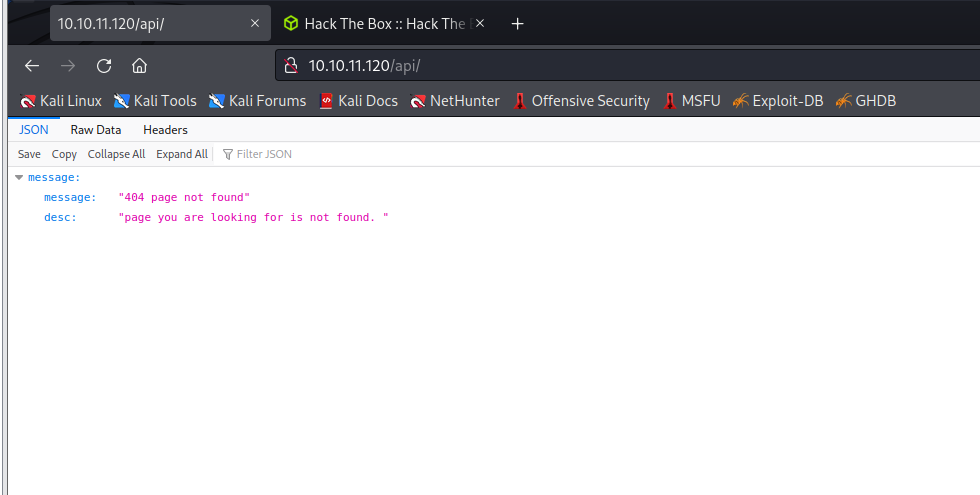 10.10.11.120/api/
Hack The Box :: Hack The
10.10.11.120/api/
Kali Linux Kali Tools Kali Forums Kali Docs NetHunter Offensive Security MSFU Exploit-DB GHDB
JSON Raw Data Headers
Save Copy Collapse All Expand All Filter JSON
message:
message: "404 page not found"
desc: "page you are looking for is not found. "